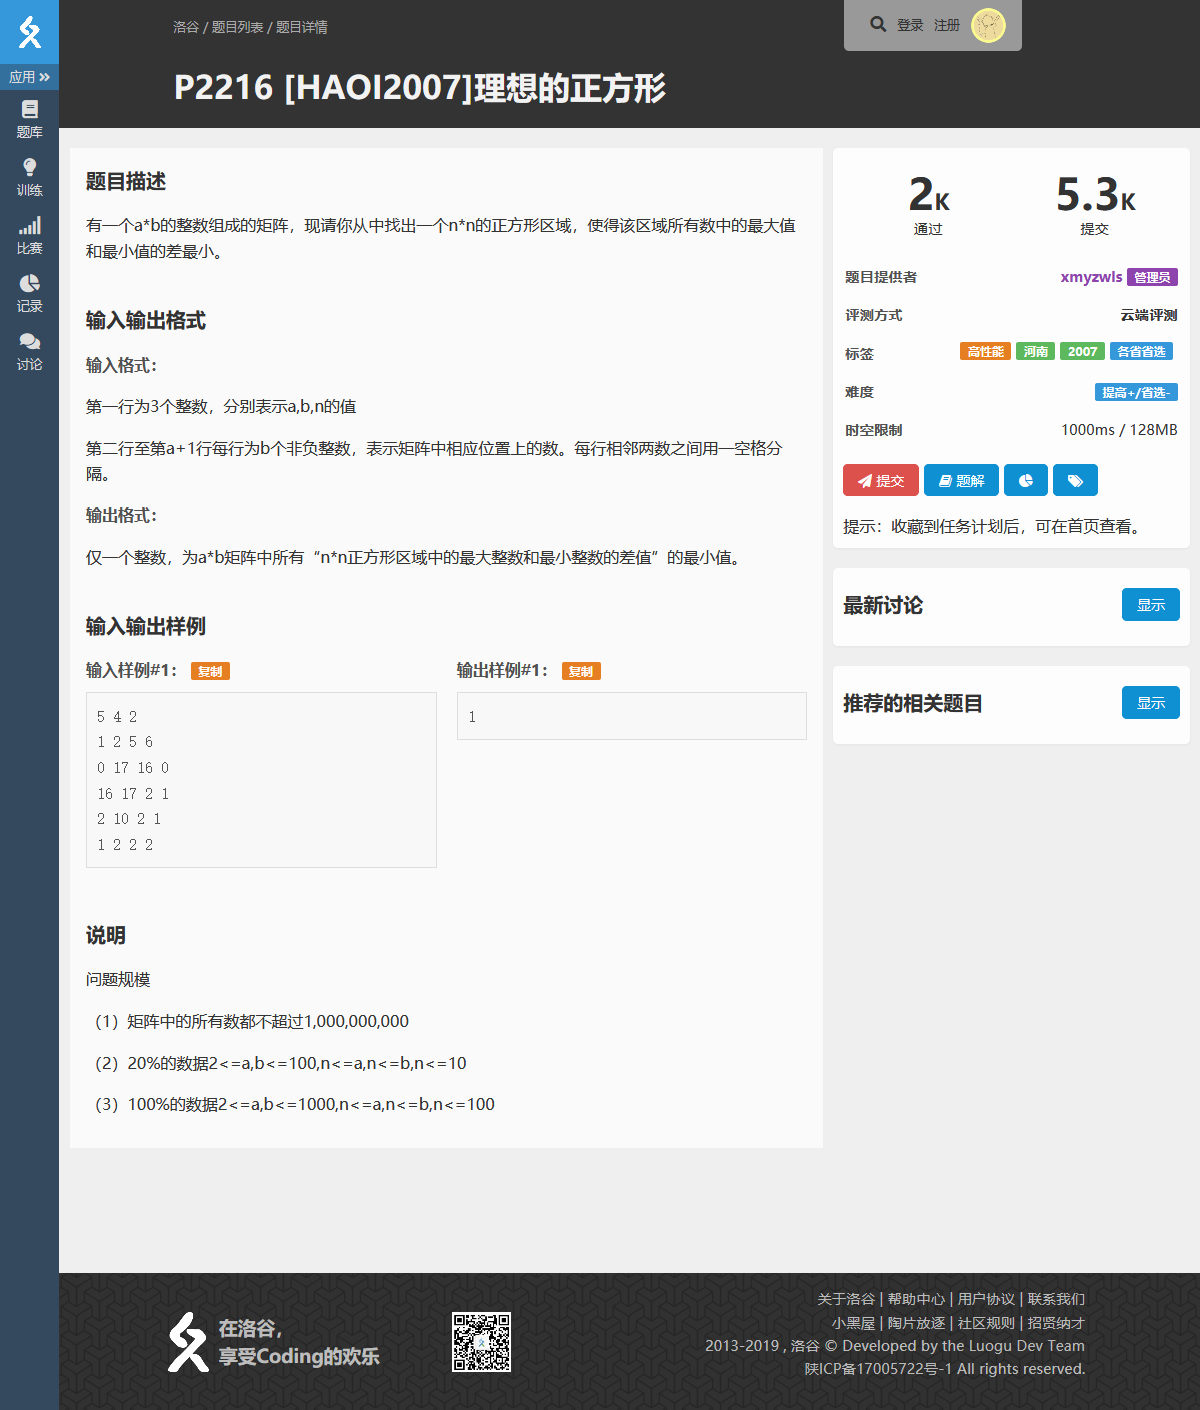 洛谷 / 题目列表 / 题目详情
登录 注册
P2216 [HAOI2007]理想的正方形
应用
题库
训练
比赛
记录
讨论
题目描述
有一个a*b的整数组成的矩阵，现请你从中找出一个n*n的正方形区域，使得该区域所有数中的最大值
和最小值的差最小。
输入输出格式
输入格式：
第一行为3个整数，分别表示a,b,n的值
第二行至第a+1行每行为b个非负整数，表示矩阵中相应位置上的数。每行相邻两数之间用一空格分
隔。
输出格式：
仅一个整数，为a*b矩阵中所有“n*n正方形区域中的最大整数和最小整数的差值”的最小值。
输入输出样例
输入样例#1： 复制
5 4 2
1 2 5 6
0 17 16 0
16 17 2 1
2 10 2 1
1 2 2 2
输出样例#1： 复制
1
说明
问题规模
（1）矩阵中的所有数都不超过1,000,000,000
（2）20%的数据2<=a,b<=100,n<=a,n<=b,n<=10
（3）100%的数据2<=a,b<=1000,n<=a,n<=b,n<=100
2K 5.3K
通过 提交
题目提供者 xmyzwls 管理员
评测方式 云端评测
标签 高性能 河南 2007 各省省选
难度 提高+/省选-
时空限制 1000ms / 128MB
提交 题解
提示：收藏到任务计划后，可在首页查看。
最新讨论 显示
推荐的相关题目 显示
在洛谷，
享受Coding的欢乐
关于洛谷 | 帮助中心 | 用户协议 | 联系我们
小黑屋 | 陶片放逐 | 社区规则 | 招贤纳才
2013-2019 , 洛谷 © Developed by the Luogu Dev Team
陕ICP备17005722号-1 All rights reserved.